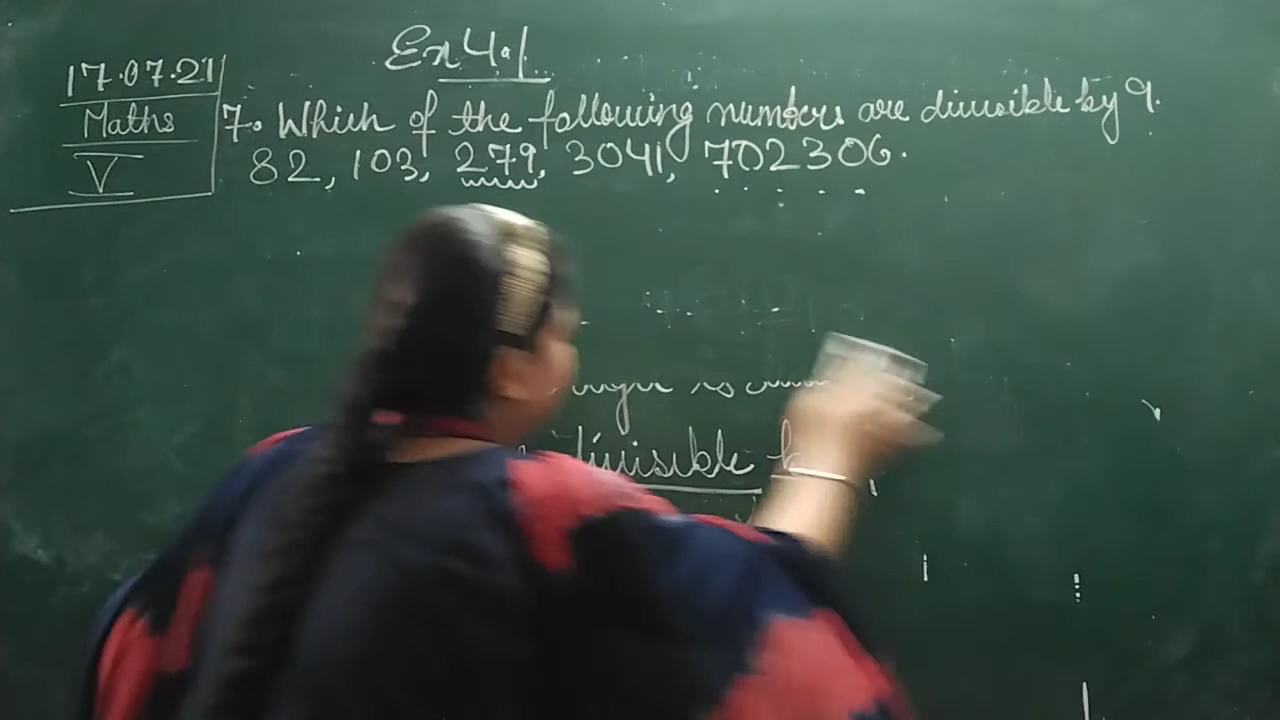 Ex 4.1
17.07.21
Maths
V
7. Which of the following numbers are divisible by 9.
82, 103, 279, 3041, 702306.
divisible